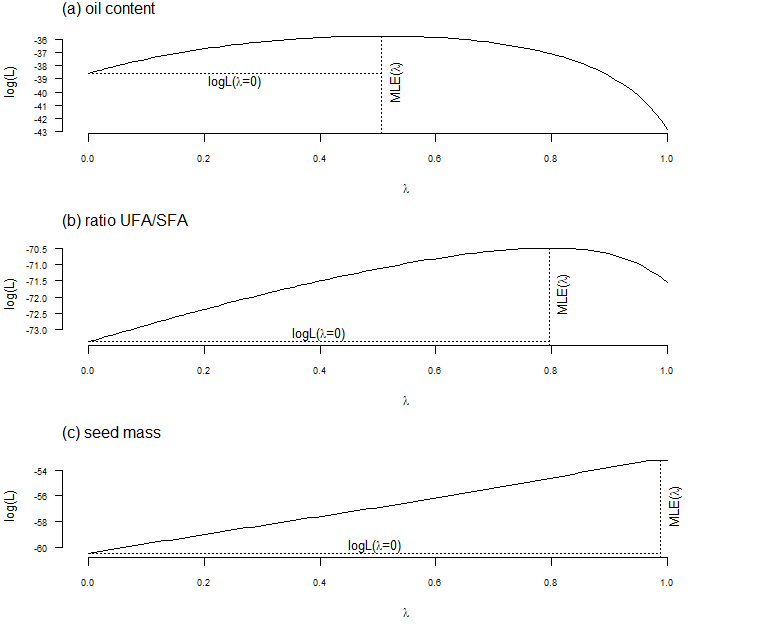 (a) oil content
log(L)
-36
-37
-38
-39
-40
-41
-42
-43
logL(λ=0)
MLE(λ)
0.0 0.2 0.4 0.6 0.8 1.0
λ
(b) ratio UFA/SFA
log(L)
-70.5
-71.0
-71.5
-72.0
-72.5
-73.0
logL(λ=0)
MLE(λ)
0.0 0.2 0.4 0.6 0.8 1.0
λ
(c) seed mass
log(L)
-54
-56
-58
-60
logL(λ=0)
MLE(λ)
0.0 0.2 0.4 0.6 0.8 1.0
λ